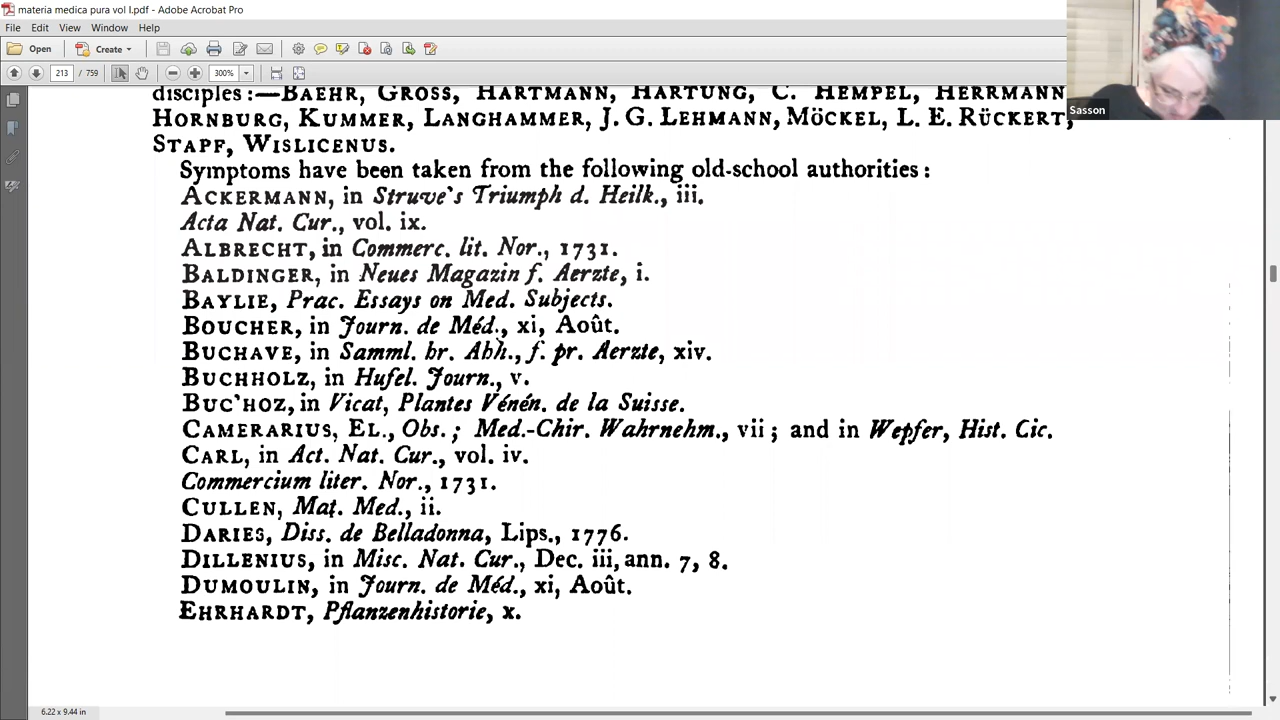 materia medica pura vol I.pdf - Adobe Acrobat Pro
File Edit View Window Help
Open Create
213 / 759 300%
Sasson
disciples:—BAEHR, GROSS, HARTMANN, HARTUNG, C. HEMPEL, HERRMANN
HORNBURG, KUMMER, LANGHAMMER, J. G. LEHMANN, MÖCKEL, L. E. RÜCKERT,
STAPF, WISLICENUS.
Symptoms have been taken from the following old-school authorities:
ACKERMANN, in Struve's Triumph d. Heilk., iii.
Acta Nat. Cur., vol. ix.
ALBRECHT, in Commerc. lit. Nor., 1731.
BALDINGER, in Neues Magazin f. Aerzte, i.
BAYLIE, Prac. Essays on Med. Subjects.
BOUCHER, in Journ. de Méd., xi, Août.
BUCHAVE, in Samml. br. Abh., f. pr. Aerzte, xiv.
BUCHHOLZ, in Hufel. Journ., v.
BUC'HOZ, in Vicat, Plantes Vénén. de la Suisse.
CAMERARIUS, EL., Obs.; Med.-Chir. Wahrnehm., vii; and in Wepfer, Hist. Cic.
CARL, in Act. Nat. Cur., vol. iv.
Commercium liter. Nor., 1731.
CULLEN, Mat. Med., ii.
DARIES, Diss. de Belladonna, Lips., 1776.
DILLENIUS, in Misc. Nat. Cur., Dec. iii, ann. 7, 8.
DUMOULIN, in Journ. de Méd., xi, Août.
EHRHARDT, Pflanzenhistorie, x.
6.22 x 9.44 in